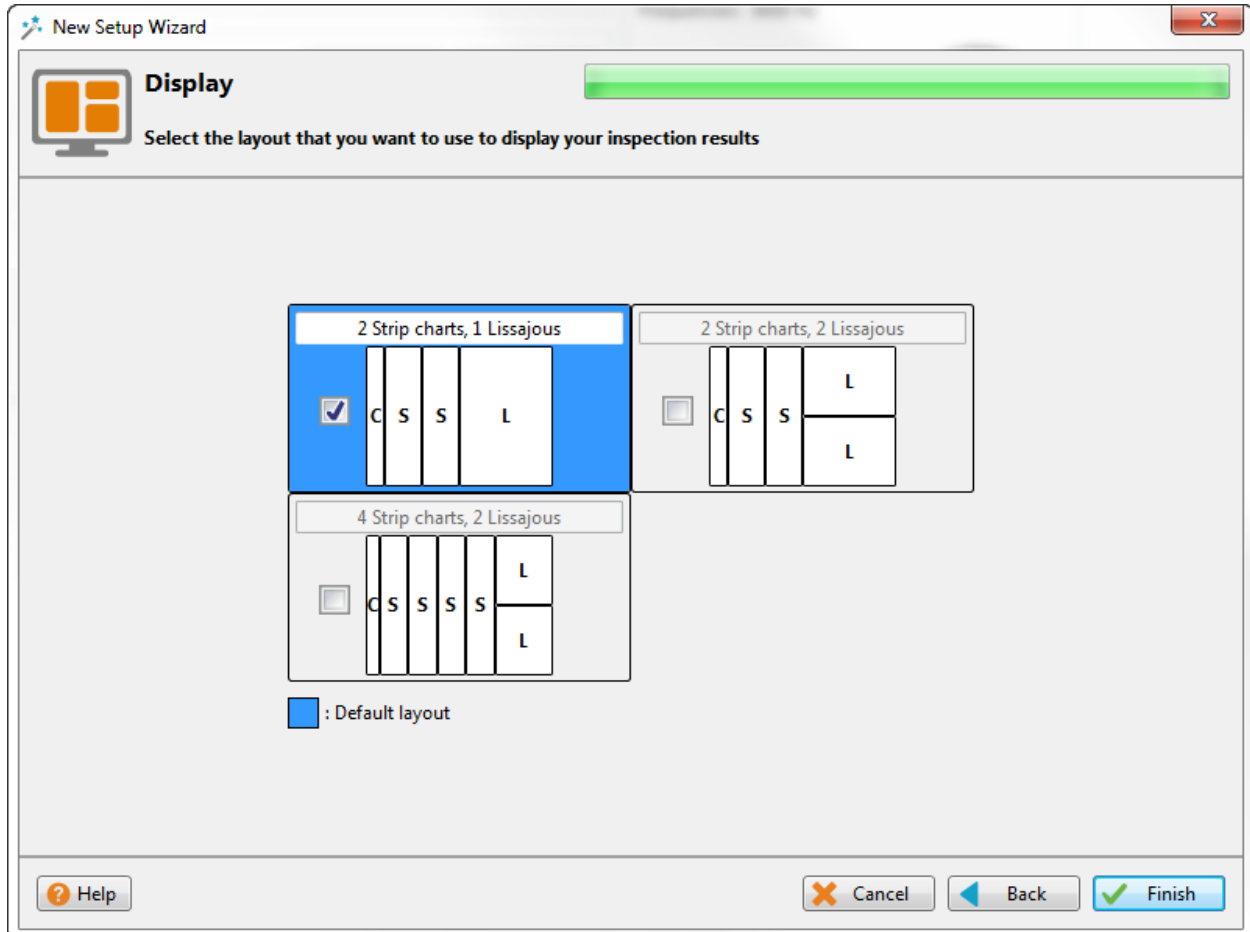 New Setup Wizard
Display
Select the layout that you want to use to display your inspection results
2 Strip charts, 1 Lissajous
C S S L
2 Strip charts, 2 Lissajous
C S S L
L
4 Strip charts, 2 Lissajous
C S S S S L
L
: Default layout
? Help
Cancel
Back
Finish